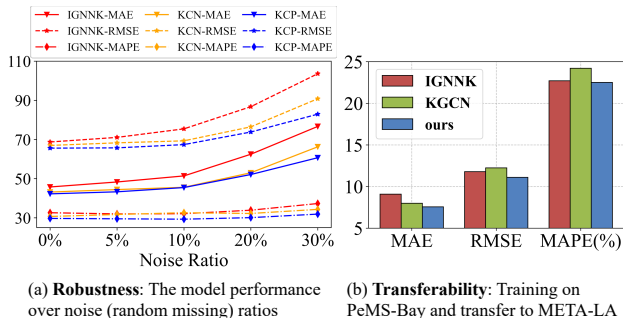 IGNNK-MAE KCN-MAE KCP-MAE
IGNNK-RMSE KCN-RMSE KCP-RMSE
IGNNK-MAPE KCN-MAPE KCP-MAPE
110
90
70
50
30
0% 5% 10% 20% 30%
Noise Ratio
(a) Robustness: The model performance
over noise (random missing) ratios
25
20
15
10
5
IGNNK
KGCN
ours
MAE RMSE MAPE(%)
(b) Transferability: Training on
PeMS-Bay and transfer to META-LA